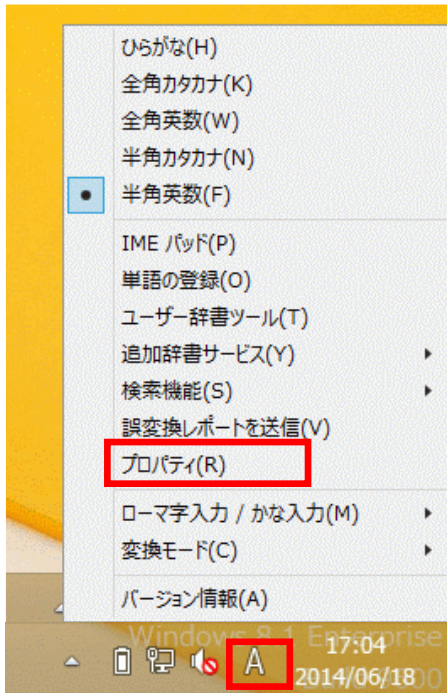 ひらがな(H)
全角カタカナ(K)
全角英数(W)
半角カタカナ(N)
半角英数(F)
IME パッド(P)
単語の登録(O)
ユーザー辞書ツール(T)
追加辞書サービス(Y)
検索機能(S)
誤変換レポートを送信(V)
プロパティ(R)
ローマ字入力 / かな入力(M)
変換モード(C)
バージョン情報(A)
Windows 8.1 Enterprise
A
17:04
2014/06/18